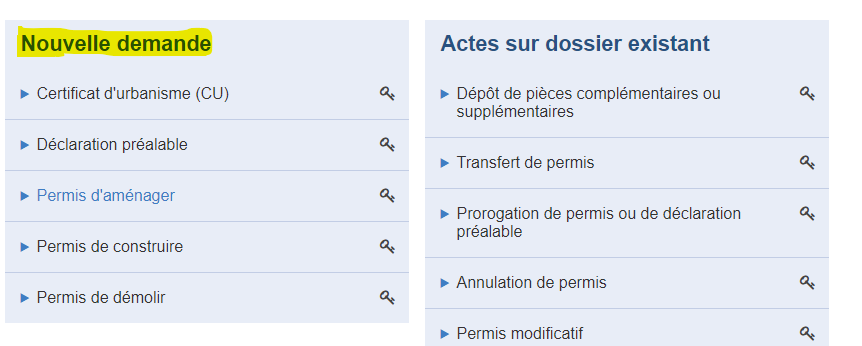 Nouvelle demande
Certificat d'urbanisme (CU)
Déclaration préalable
Permis d'aménager
Permis de construire
Permis de démolir
Actes sur dossier existant
Dépôt de pièces complémentaires ou
supplémentaires
Transfert de permis
Prorogation de permis ou de déclaration
préalable
Annulation de permis
Permis modificatif